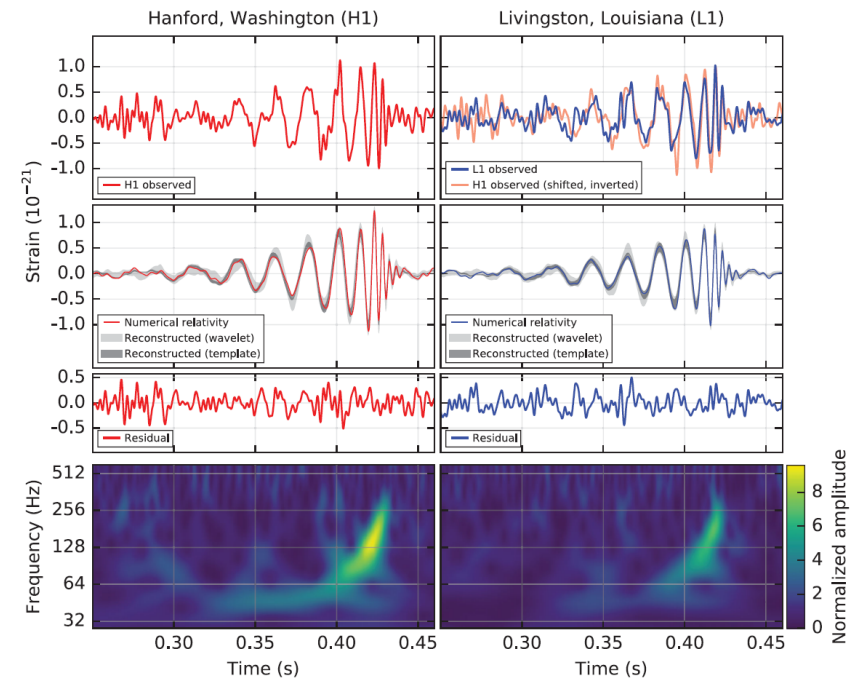 Hanford, Washington (H1)
Livingston, Louisiana (L1)
Strain (10⁻²¹)
1.0
0.5
0.0
-0.5
-1.0
H1 observed
L1 observed
H1 observed (shifted, inverted)
1.0
0.5
0.0
-0.5
-1.0
Numerical relativity
Reconstructed (wavelet)
Reconstructed (template)
Numerical relativity
Reconstructed (wavelet)
Reconstructed (template)
0.5
0.0
-0.5
Residual
Residual
Frequency (Hz)
512
256
128
64
32
0.30
0.35
0.40
0.45
Time (s)
0.30
0.35
0.40
0.45
Time (s)
8
6
4
2
0
Normalized amplitude